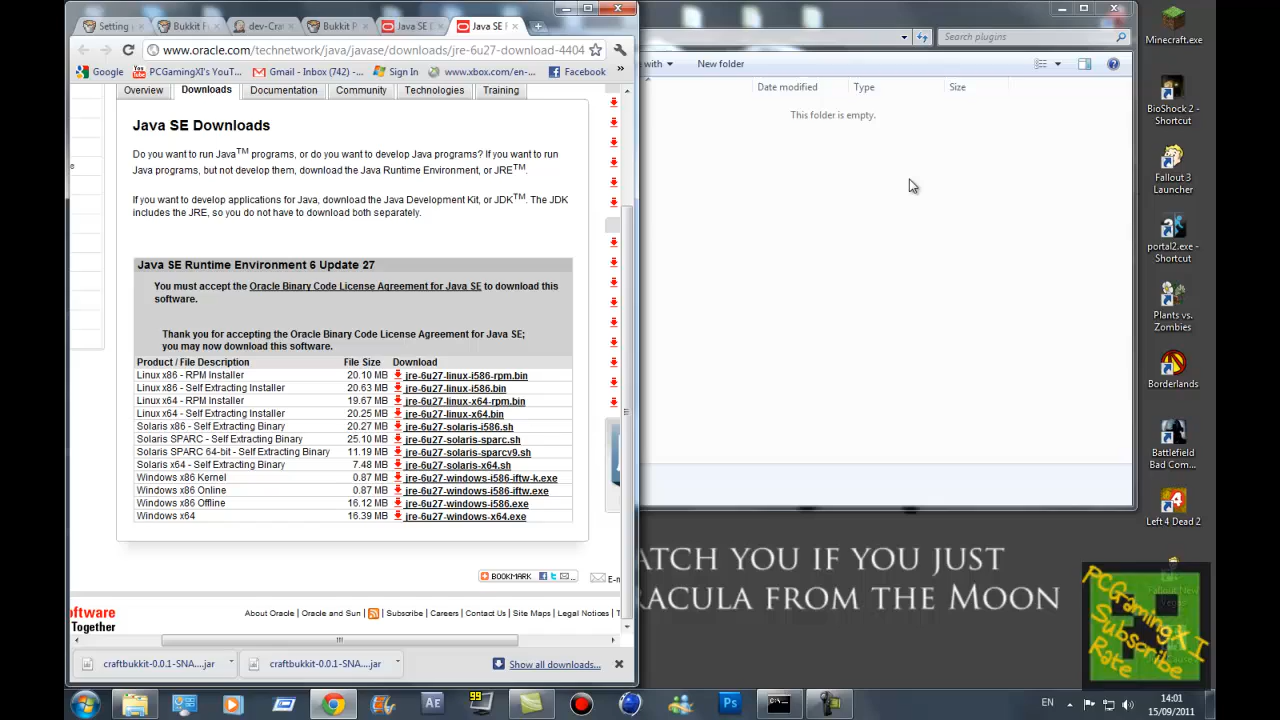 Setting
Bukkit F
dev-Cra
Bukkit P
Java SE
Java SE F
www.oracle.com/technetwork/java/javase/downloads/jre-6u27-download-4404
Google
PCGamingXI's YouT...
Gmail - Inbox (742) -...
Sign In
www.xbox.com/en-...
Facebook
»
Overview
Downloads
Documentation
Community
Technologies
Training
Java SE Downloads
Do you want to run Java™ programs, or do you want to develop Java programs? If you want to run
Java programs, but not develop them, download the Java Runtime Environment, or JRE™.
If you want to develop applications for Java, download the Java Development Kit, or JDK™. The JDK
includes the JRE, so you do not have to download both separately.
Java SE Runtime Environment 6 Update 27
You must accept the Oracle Binary Code License Agreement for Java SE to download this
software.
Thank you for accepting the Oracle Binary Code License Agreement for Java SE;
you may now download this software.
Product / File Description File Size Download
Linux x86 - RPM Installer 20.10 MB jre-6u27-linux-i586-rpm.bin
Linux x86 - Self Extracting Installer 20.63 MB jre-6u27-linux-i586.bin
Linux x64 - RPM Installer 19.67 MB jre-6u27-linux-x64-rpm.bin
Linux x64 - Self Extracting Installer 20.25 MB jre-6u27-linux-x64.bin
Solaris x86 - Self Extracting Binary 20.27 MB jre-6u27-solaris-i586.sh
Solaris SPARC - Self Extracting Binary 25.10 MB jre-6u27-solaris-sparc.sh
Solaris SPARC 64-bit - Self Extracting Binary 11.19 MB jre-6u27-solaris-sparcv9.sh
Solaris x64 - Self Extracting Binary 7.48 MB jre-6u27-solaris-x64.sh
Windows x86 Kernel 0.87 MB jre-6u27-windows-i586-iftw-k.exe
Windows x86 Online 0.87 MB jre-6u27-windows-i586-iftw.exe
Windows x86 Offline 16.12 MB jre-6u27-windows-i586.exe
Windows x64 16.39 MB jre-6u27-windows-x64.exe
BOOKMARK
E-m
oftware
Together
About Oracle | Oracle and Sun | Subscribe | Careers | Contact Us | Site Maps | Legal Notices | T
craftbukkit-0.0.1-SNA....jar
craftbukkit-0.0.1-SNA....jar
Show all downloads...
Search plugins
with
New folder
Date modified
Type
Size
This folder is empty.
Minecraft.exe
BioShock 2 -
Shortcut
Fallout 3
Launcher
portal2.exe -
Shortcut
Plants vs.
Zombies
Borderlands
Battlefield
Bad Com...
Left 4 Dead 2
Fallout New
ATCH YOU IF YOU JUST
RACULA FROM THE MOON
PCGamingXI
Subscribe
Rate
Ae
99
Ps
EN
14:01
15/09/2011